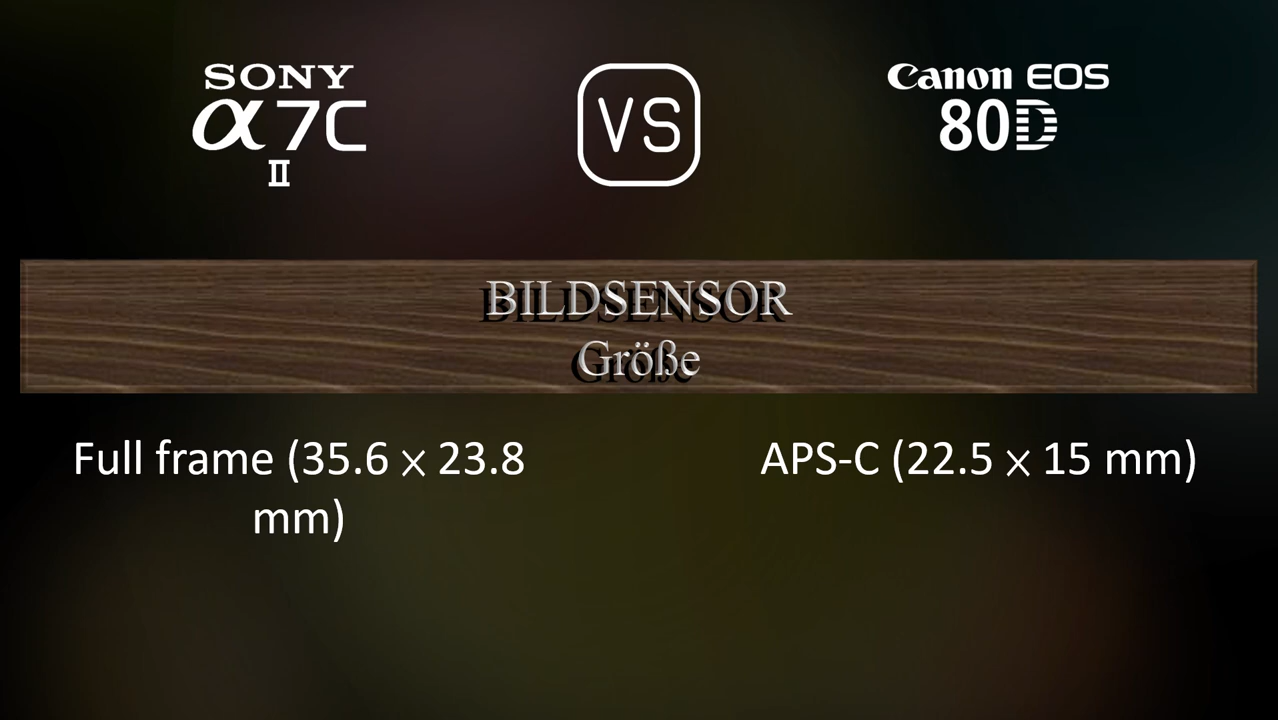 SONY
α7C
II
VS
Canon EOS
80D
BILDSENSOR
Größe
Full frame (35.6 x 23.8
mm)
APS-C (22.5 x 15 mm)